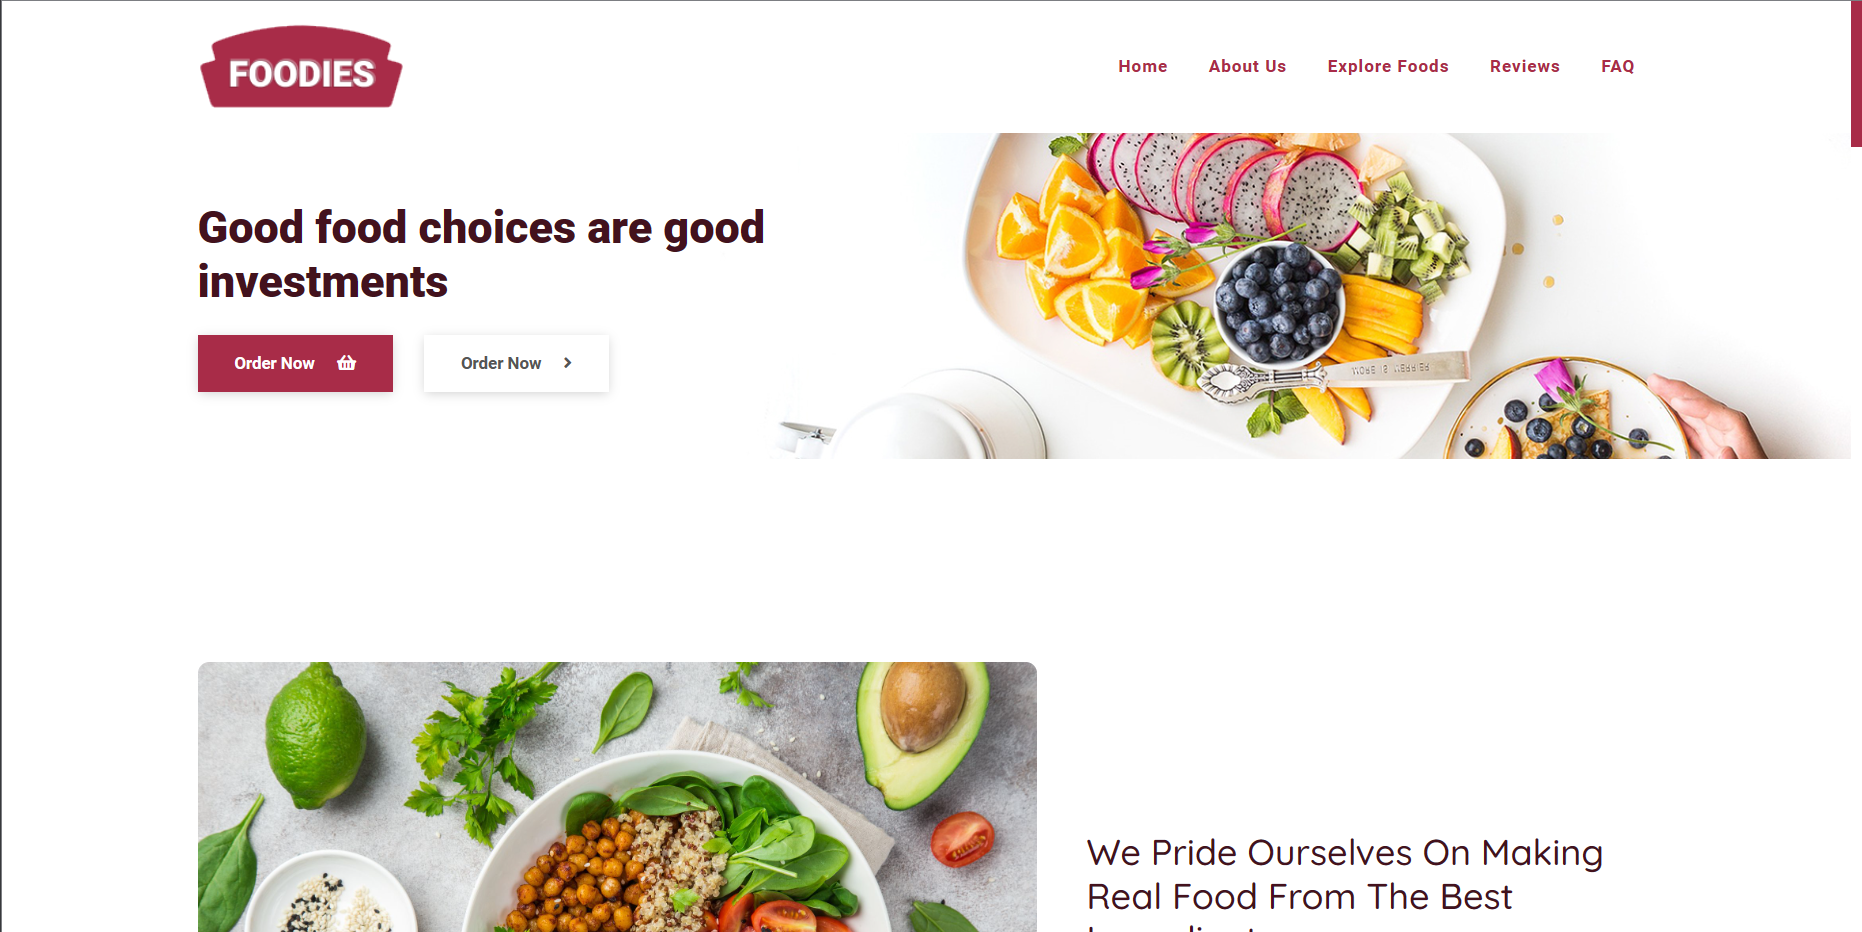 FOODIES
Home
About Us
Explore Foods
Reviews
FAQ
Good food choices are good
investments
Order Now
Order Now
We Pride Ourselves On Making
Real Food From The Best